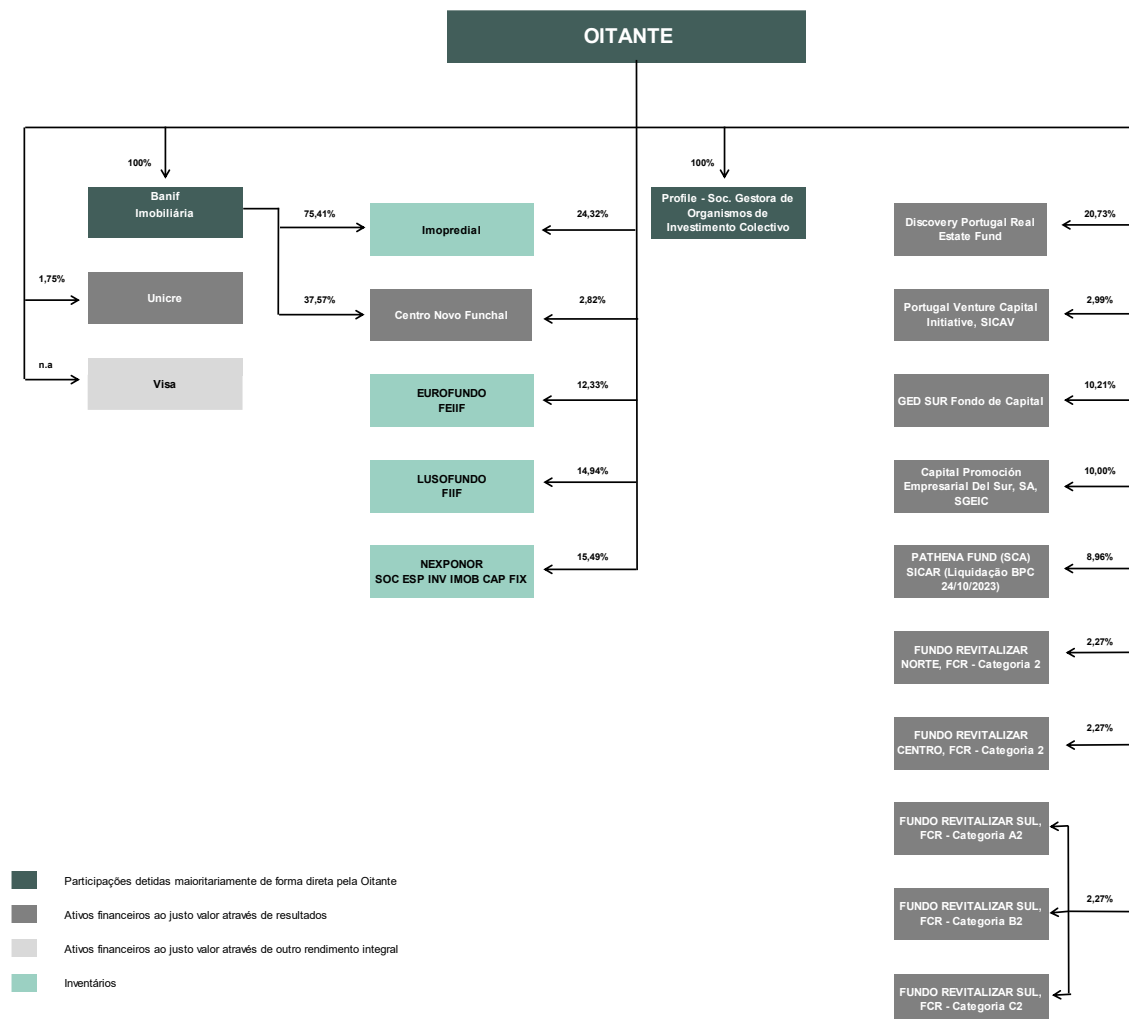 OITANTE
100%
100%
Banif
Imobiliária
75,41%
Imopredial
24,32%
Profile - Soc. Gestora de
Organismos de
Investimento Colectivo
Discovery Portugal Real
Estate Fund
20,73%
1,75%
Unicre
37,57%
Centro Novo Funchal
2,82%
Portugal Venture Capital
Initiative, SICAV
2,99%
n.a
Visa
EUROFUNDO
FEIIF
12,33%
GED SUR Fondo de Capital
10,21%
LUSOFUNDO
FIIF
14,94%
Capital Promoción
Empresarial Del Sur, SA,
SGEIC
10,00%
NEXPONOR
SOC ESP INV IMOB CAP FIX
15,49%
PATHENA FUND (SCA)
SICAR (Liquidação BPC
24/10/2023)
8,96%
FUNDO REVITALIZAR
NORTE, FCR - Categoria 2
2,27%
FUNDO REVITALIZAR
CENTRO, FCR - Categoria 2
2,27%
FUNDO REVITALIZAR SUL,
FCR - Categoria A2
FUNDO REVITALIZAR SUL,
FCR - Categoria B2
2,27%
FUNDO REVITALIZAR SUL,
FCR - Categoria C2
Participações detidas maioritariamente de forma direta pela Oitante
Ativos financeiros ao justo valor através de resultados
Ativos financeiros ao justo valor através de outro rendimento integral
Inventários